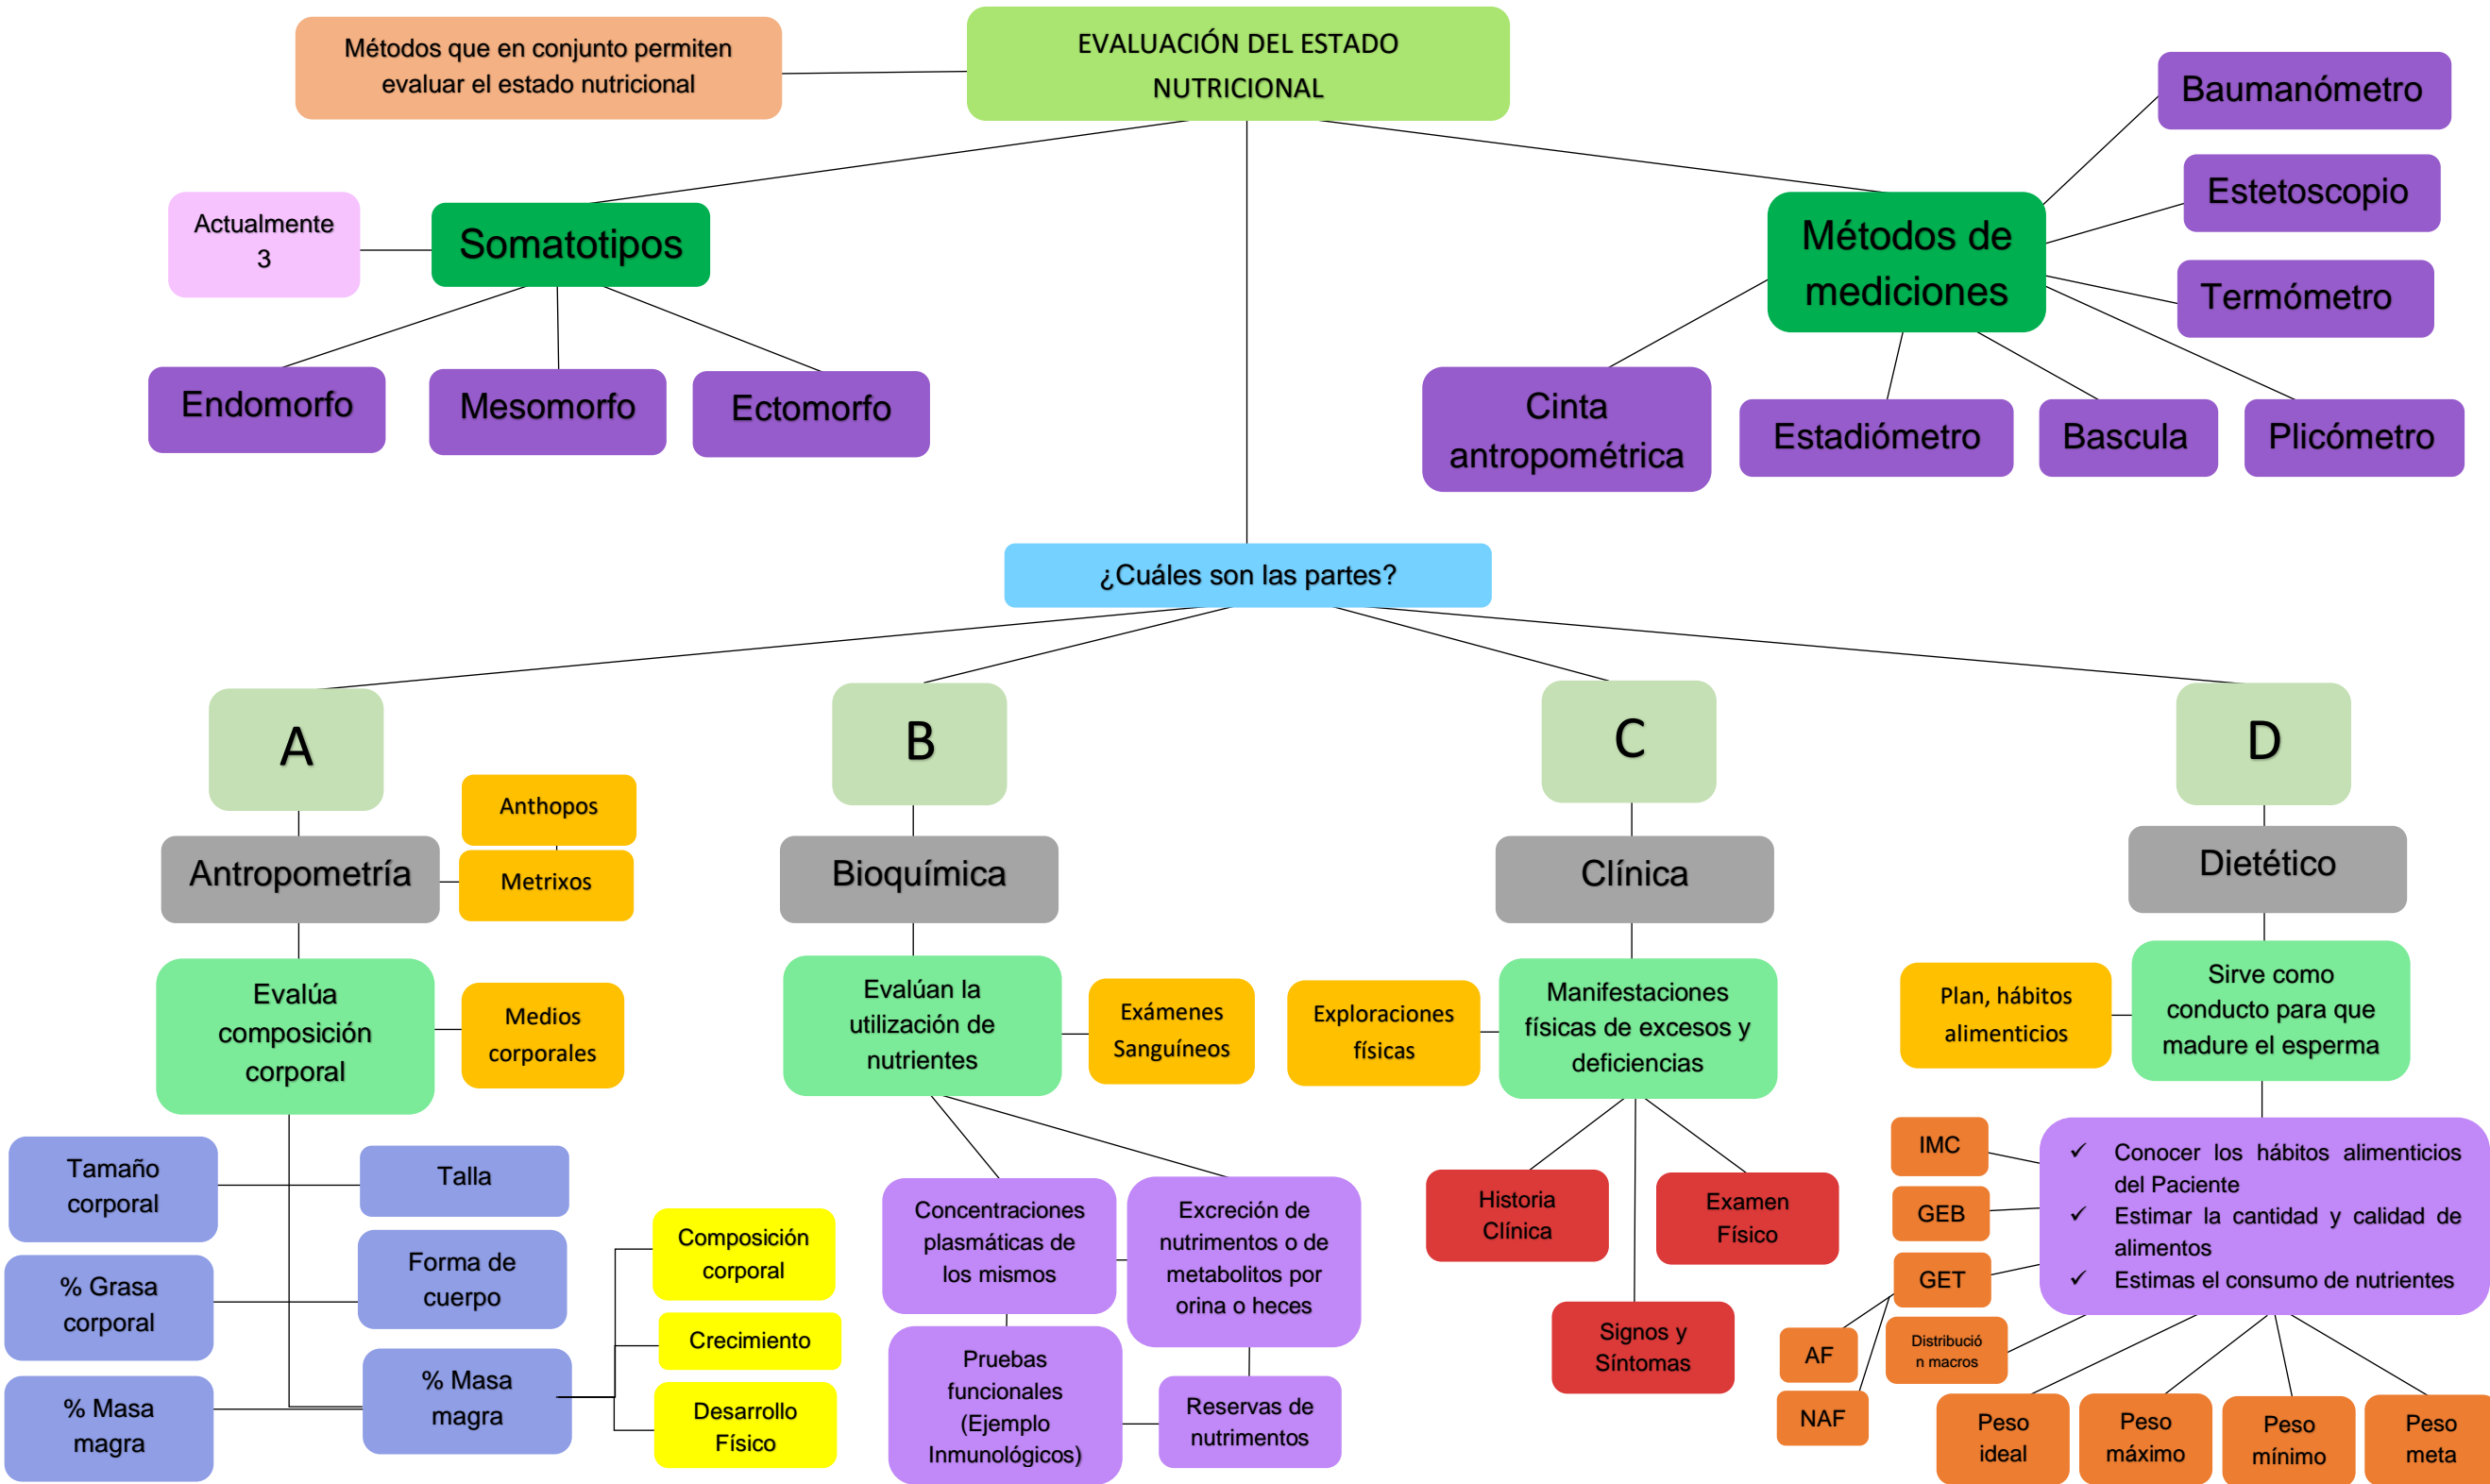 Métodos que en conjunto permiten
evaluar el estado nutricional
EVALUACIÓN DEL ESTADO
NUTRICIONAL
Baumanómetro
Estetoscopio
Termómetro
Actualmente
3
Somatotipos
Métodos de
mediciones
Endomorfo
Mesomorfo
Ectomorfo
Cinta
antropométrica
Estadiómetro
Bascula
Plicómetro
¿Cuáles son las partes?
A
B
C
D
Anthopos
Metrixos
Antropometría
Bioquímica
Clínica
Dietético
Evalúa
composición
corporal
Medios
corporales
Evalúan la
utilización de
nutrientes
Exámenes
Sanguíneos
Exploraciones
físicas
Manifestaciones
físicas de excesos y
deficiencias
Plan, hábitos
alimenticios
Sirve como
conducto para que
madure el esperma
Tamaño
corporal
Talla
% Grasa
corporal
Forma de
cuerpo
% Masa
magra
% Masa
magra
Composición
corporal
Crecimiento
Desarrollo
Físico
Concentraciones
plasmáticas de
los mismos
Excreción de
nutrimentos o de
metabolitos por
orina o heces
Pruebas
funcionales
(Ejemplo
Inmunológicos)
Reservas de
nutrimentos
Historia
Clínica
Examen
Físico
Signos y
Síntomas
IMC
GEB
GET
AF
NAF
Distribució
n macros
✓ Conocer los hábitos alimenticios
del Paciente
✓ Estimar la cantidad y calidad de
alimentos
✓ Estimas el consumo de nutrientes
Peso
ideal
Peso
máximo
Peso
mínimo
Peso
meta